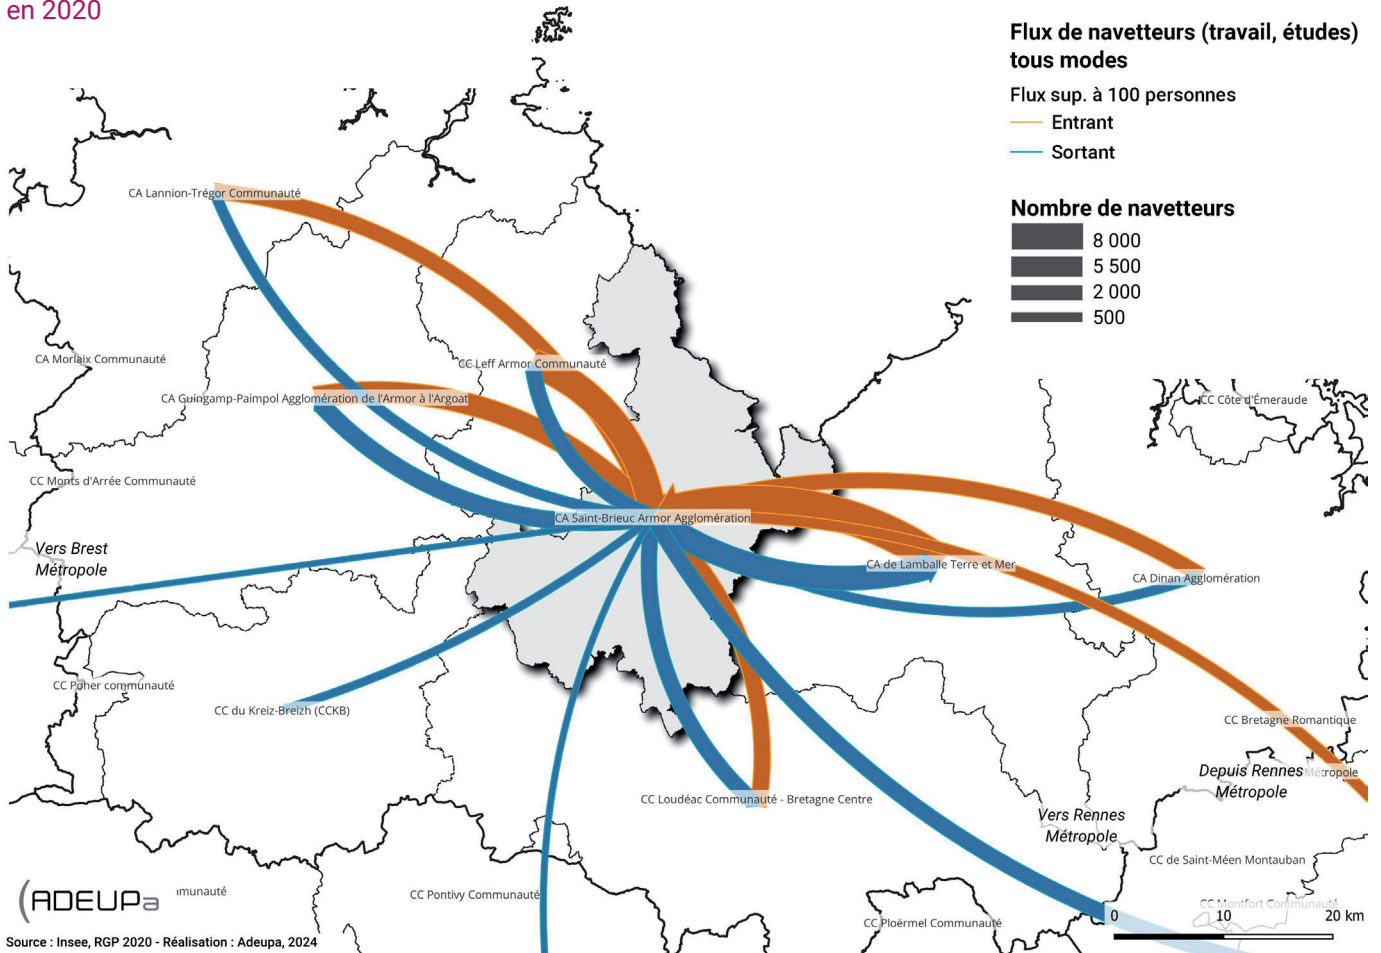 en 2020
Flux de navetteurs (travail, études)
tous modes
Flux sup. à 100 personnes
Entrant
Sortant
Nombre de navetteurs
8 000
5 500
2 000
500
CA Lannion-Trégor Communauté
CA Morlaix Communauté
CC Leff Armor Communauté
CA Guingamp-Paimpol Agglomération de l'Armor à l'Argoat
CC Côte d'Émeraude
CC Monts d'Arrée Communauté
CA Saint-Brieuc Armor Agglomération
Vers Brest
Métropole
CA de Lamballe Terre et Mer
CA Dinan Agglomération
CC Poher communauté
CC du Kreiz-Breizh (CCKB)
CC Bretagne Romantique
Depuis Rennes Métropole
Métropole
CC Loudéac Communauté - Bretagne Centre
Vers Rennes
Métropole
CC de Saint-Méen Montauban
ADEUPa
munauté
CC Pontivy Communauté
CC Montfort Communauté
CC Ploërmel Communauté
0 10 20 km
Source : Insee, RGP 2020 - Réalisation : Adeupa, 2024